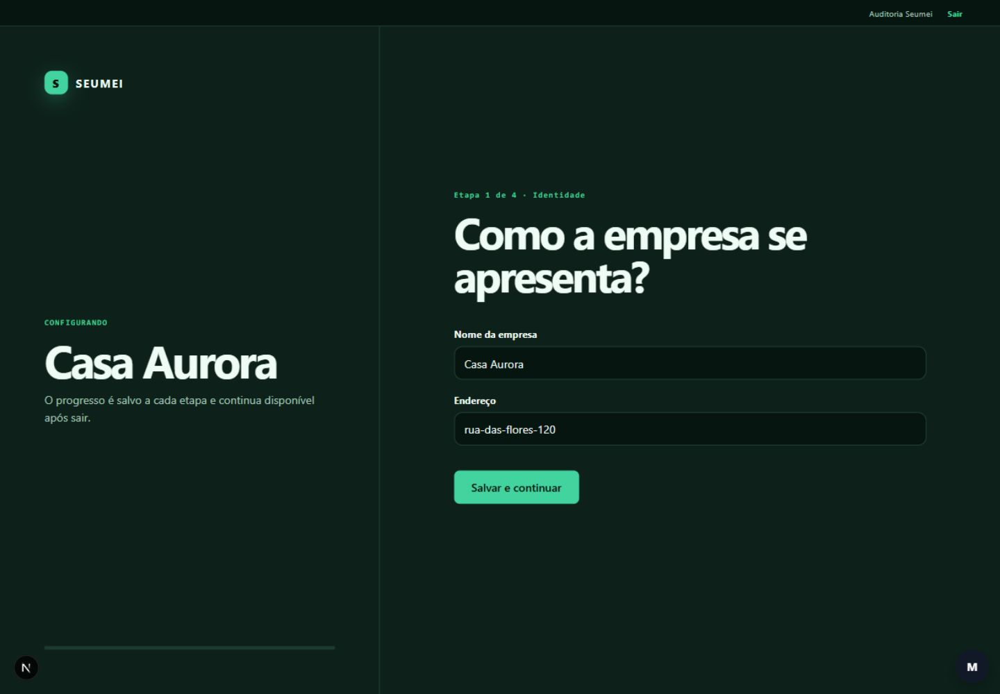 Auditoria Seumei Sair
S SEUMEI
CONFIGURANDO
Casa Aurora
O progresso é salvo a cada etapa e continua disponível
após sair.
Etapa 1 de 4 · Identidade
Como a empresa se
apresenta?
Nome da empresa
Casa Aurora
Endereço
rua-das-flores-120
Salvar e continuar
N
M